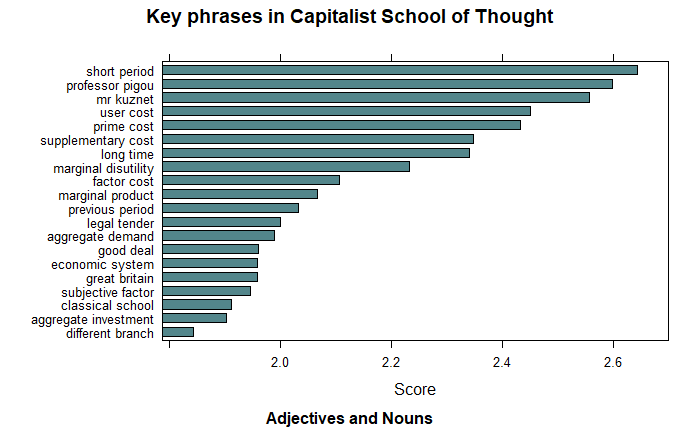 Key phrases in Capitalist School of Thought
short period
professor pigou
mr kuznet
user cost
prime cost
supplementary cost
long time
marginal disutility
factor cost
marginal product
previous period
legal tender
aggregate demand
good deal
economic system
great britain
subjective factor
classical school
aggregate investment
different branch
2.0 2.2 2.4 2.6
Score
Adjectives and Nouns